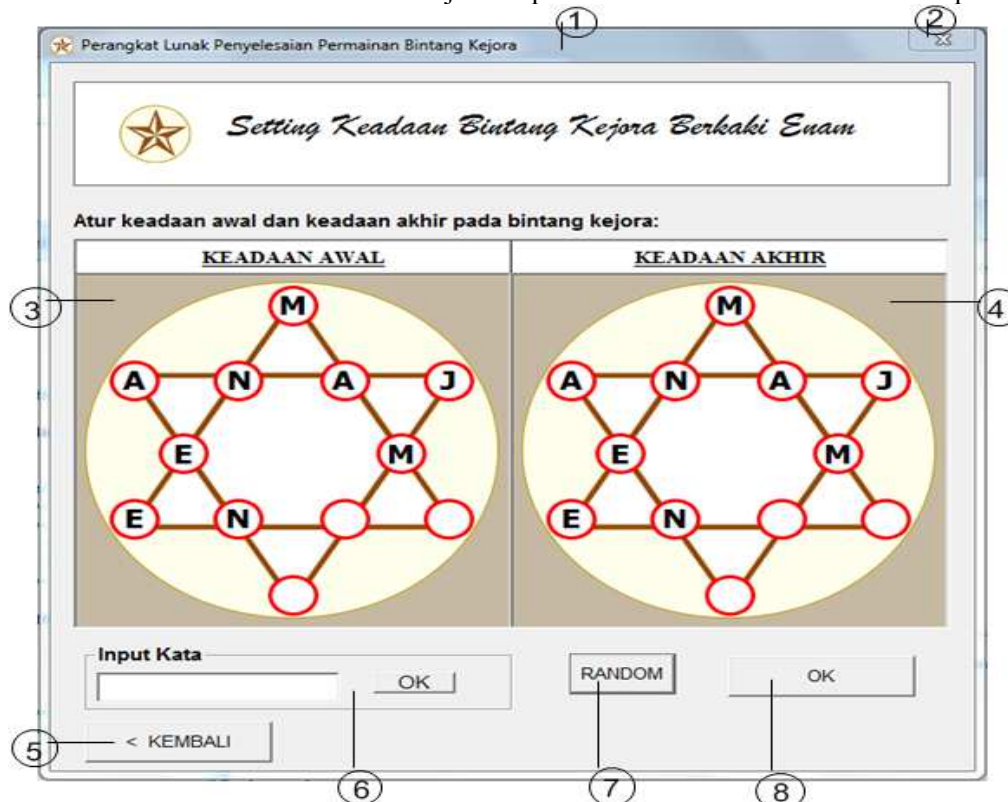 1
2
Perangkat Lunak Penyelesaian Permainan Bintang Kejora
Setting Keadaan Bintang Kejora Berkaki Enam
Atur keadaan awal dan keadaan akhir pada bintang kejora:
KEADAAN AWAL KEADAAN AKHIR
M M
3 4
A N A J A N A J
E M E M
E N E N
Input Kata
OK RANDOM OK
5 < KEMBALI
6 7 8